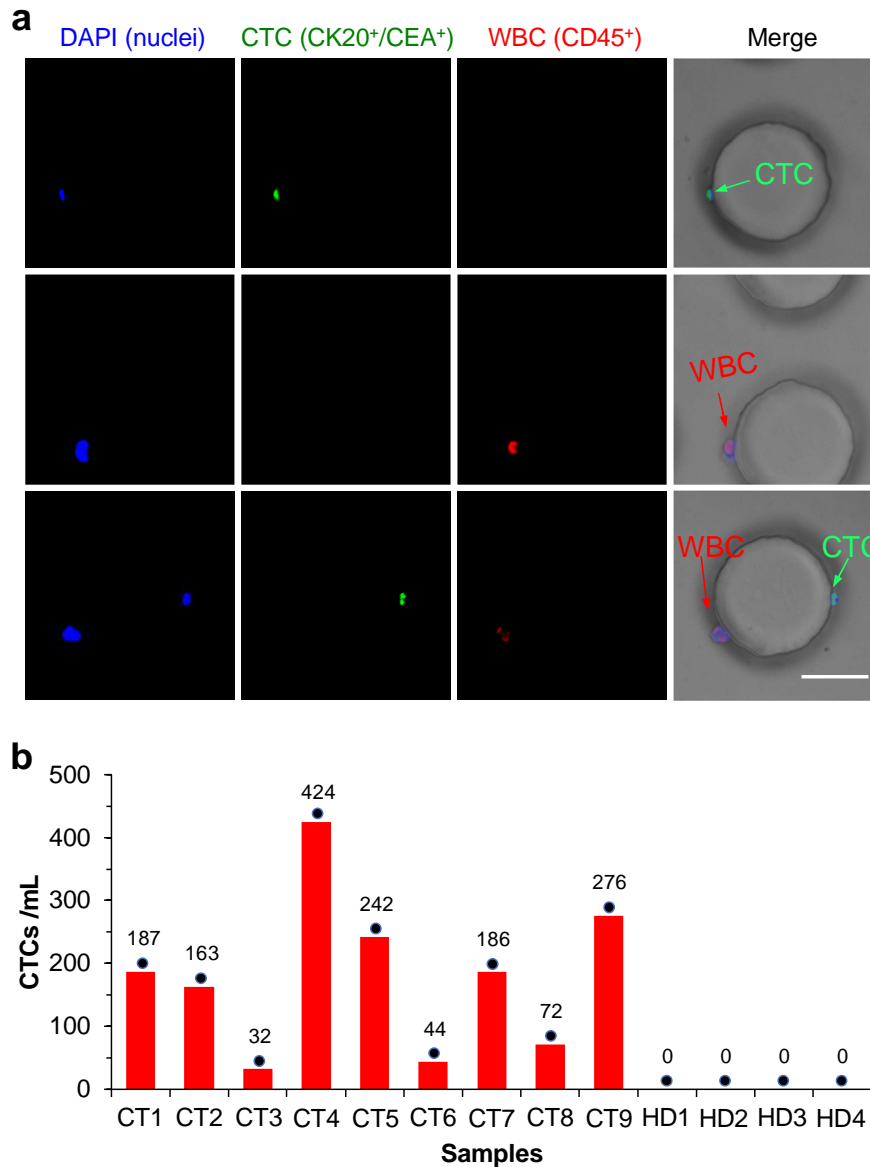 a
DAPI (nuclei) CTC (CK20⁺/CEA⁺) WBC (CD45⁺) Merge
CTC
WBC
WBC CTC
b
CTCs /mL
500
400
300
200
100
0
187 163 32 424 242 44 186 72 276 0 0 0 0
CT1 CT2 CT3 CT4 CT5 CT6 CT7 CT8 CT9 HD1 HD2 HD3 HD4
Samples